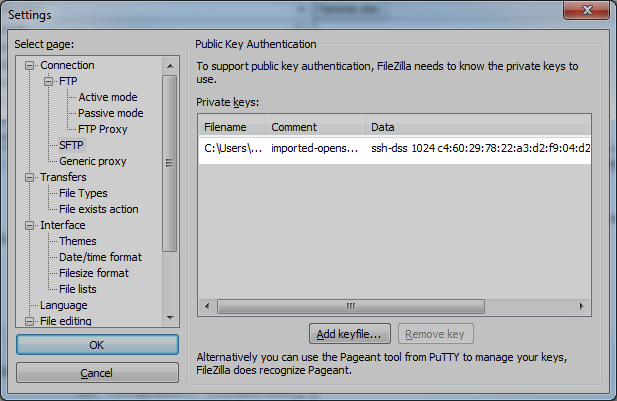 Settings
Select page:
Connection
FTP
Active mode
Passive mode
FTP Proxy
SFTP
Generic proxy
Transfers
File Types
File exists action
Interface
Themes
Date/time format
Filesize format
File lists
Language
File editing
OK
Cancel
Public Key Authentication
To support public key authentication, FileZilla needs to know the private keys to
use.
Private keys:
Filename Comment Data
C:\Users\... imported-opens... ssh-dss 1024 c4:60:29:78:22:a3:d2:f9:04:d2
Add keyfile... Remove key
Alternatively you can use the Pageant tool from PuTTY to manage your keys,
FileZilla does recognize Pageant.